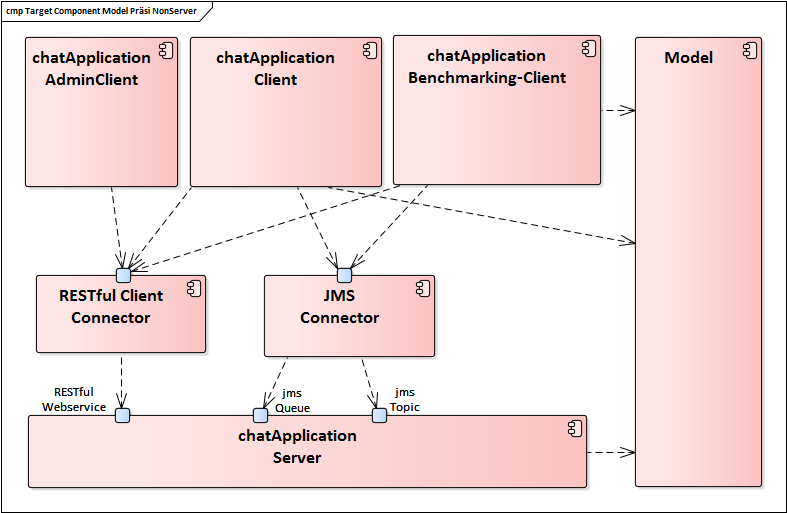 cmp Target Component Model Präsi NonServer
chatApplication
AdminClient
chatApplication
Client
chatApplication
Benchmarking-Client
Model
RESTful Client
Connector
JMS
Connector
RESTful
Webservice
jms
Queue
jms
Topic
chatApplication
Server